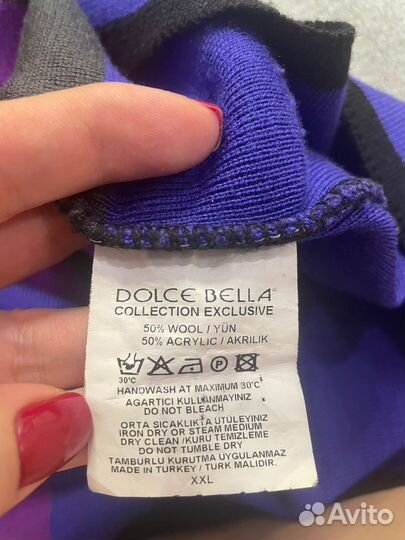 DOLCE BELLA
COLLECTION EXCLUSIVE
50% WOOL / YÜN
50% ACRYLIC / AKRILIK
30°C
HANDWASH AT MAXIMUM 30°C
AGARTICI KULLANMAYINIZ
DO NOT BLEACH
ORTA SICAKLIKTA ÜTÜLEYINIZ
IRON DRY OR STEAM MEDIUM
DRY CLEAN / KURU TEMIZLEME
DO NOT TUMBLE DRY
TAMBURLU KURUTMA UYGULANMAZ
MADE IN TURKEY / TURK MALIDIR.
XXL
Avito